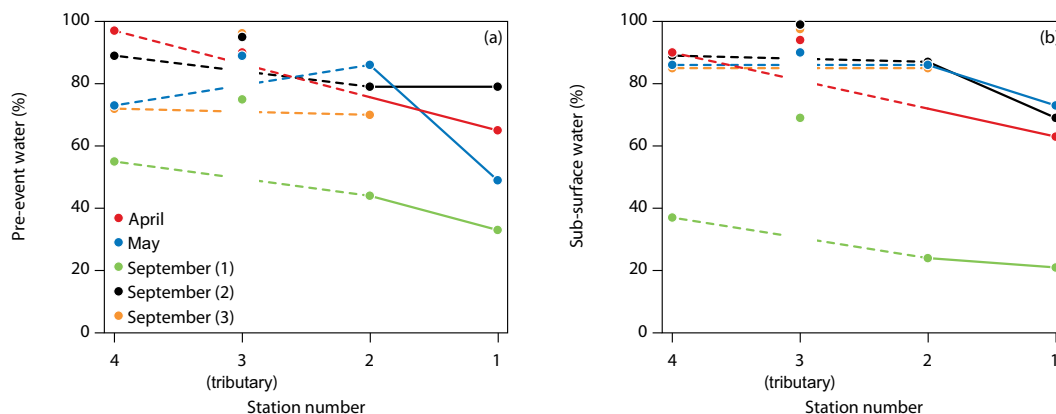 100
80
60
40
20
0
Pre-event water (%)
(a)
April
May
September (1)
September (2)
September (3)
4
3
2
1
(tributary)
Station number
100
80
60
40
20
0
Sub-surface water (%)
(b)
4
3
2
1
(tributary)
Station number